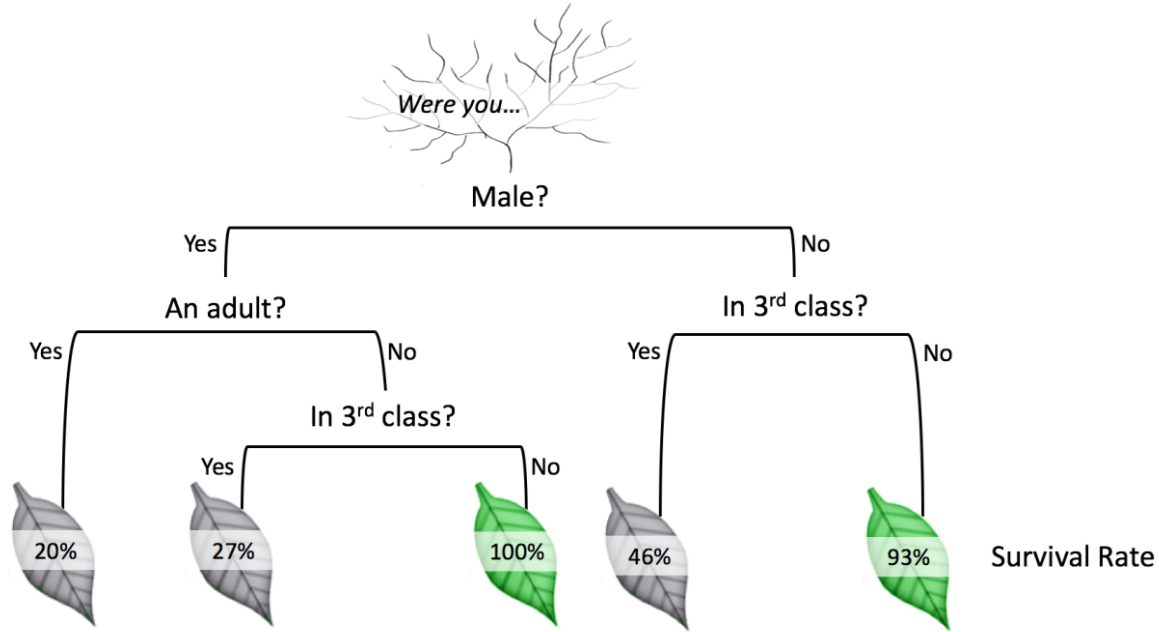 Were you...
Male?
Yes
No
An adult?
In 3rd class?
Yes
No
Yes
No
In 3rd class?
Yes
No
20%
27%
100%
46%
93%
Survival Rate